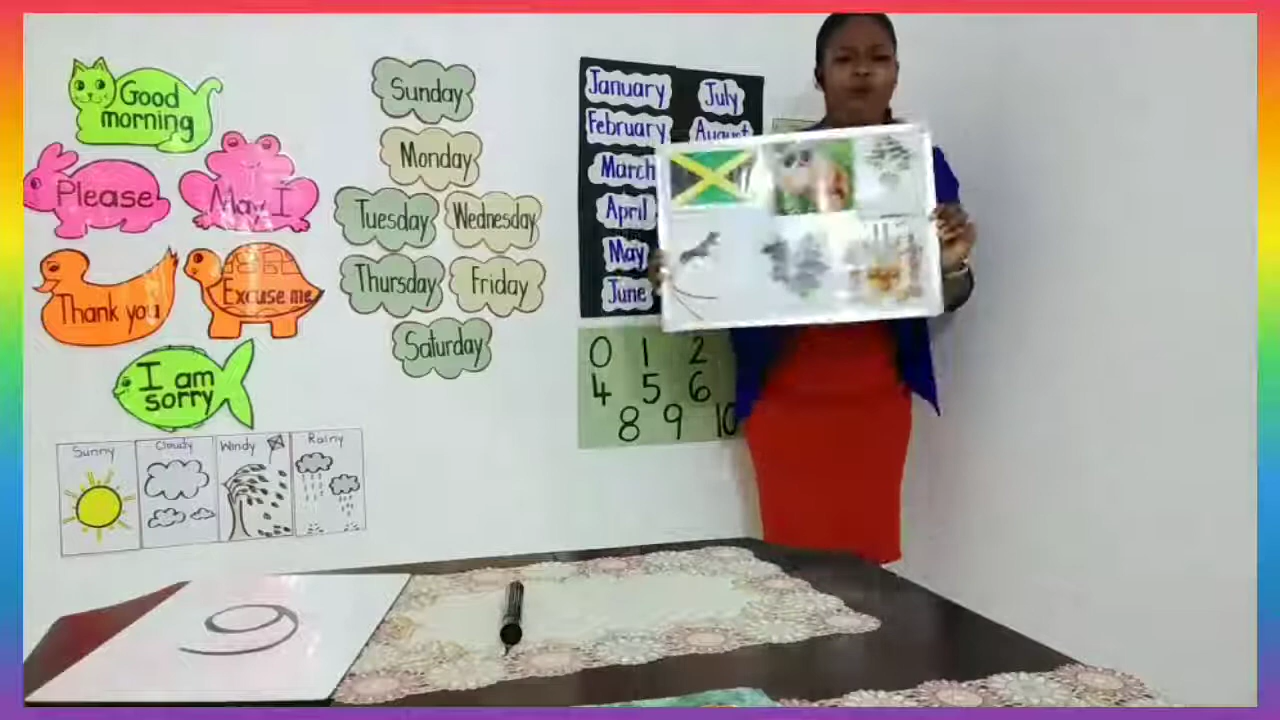 Good
morning
Please
May I
Thank you
Excuse me
I am
sorry
Sunny
Cloudy
Windy
Rainy
Sunday
Monday
Tuesday
Wednesday
Thursday
Friday
Saturday
January
February
March
April
May
June
July
August
0 1 2
4 5 6
8 9 10
9